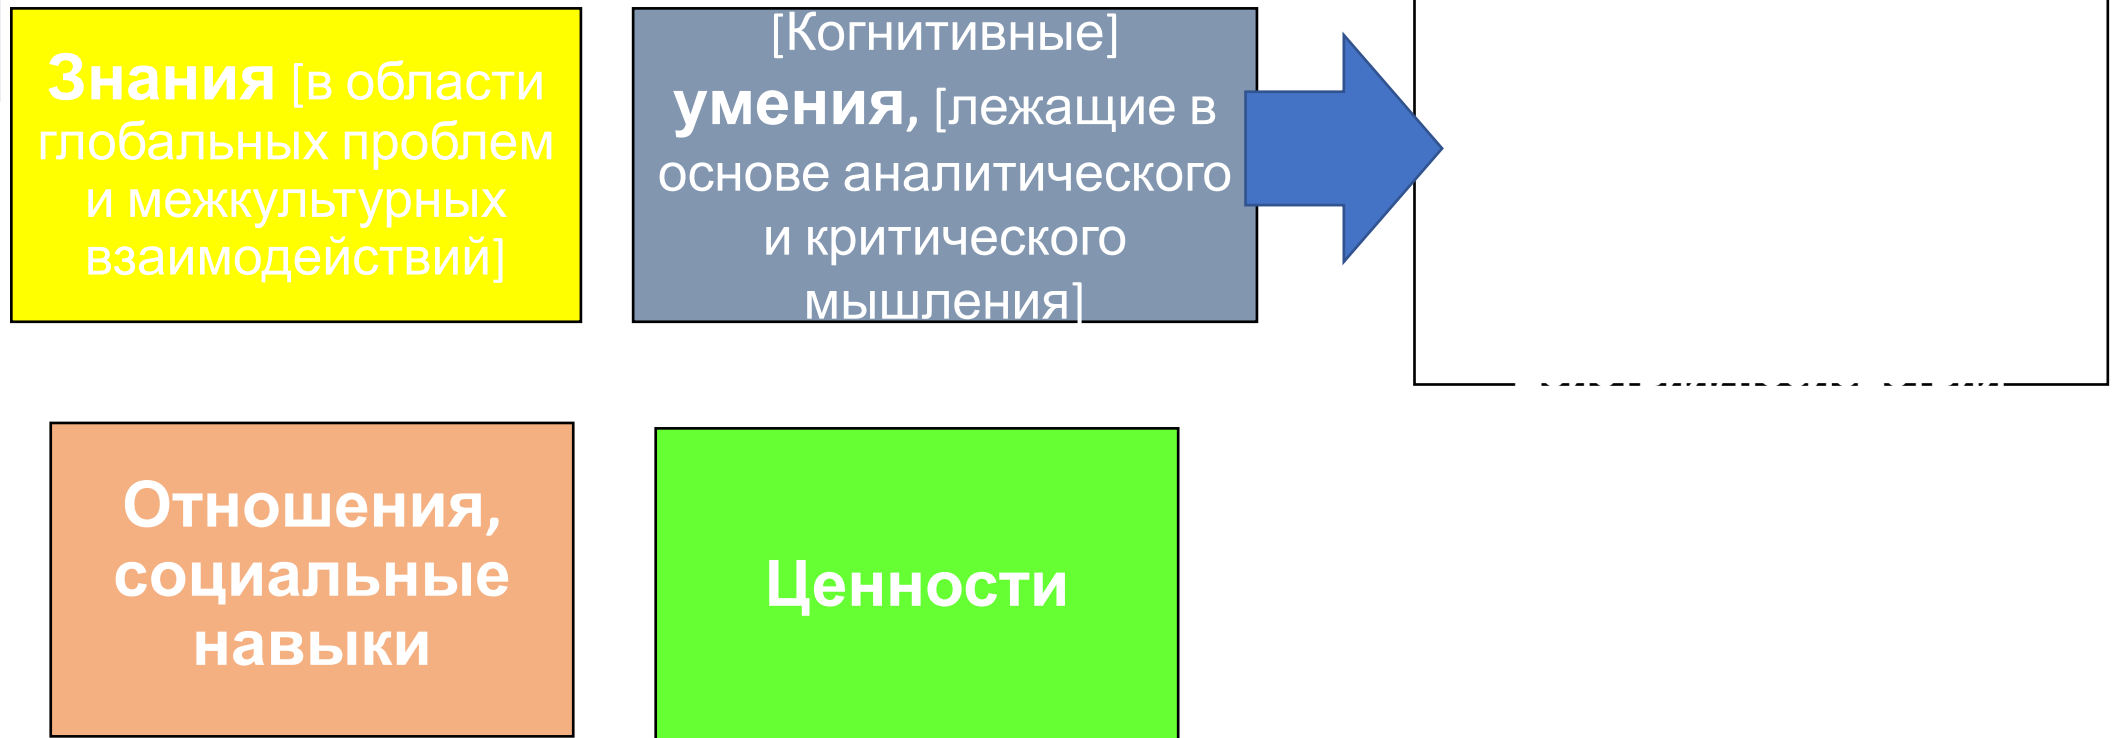 Знания [в области
глобальных проблем
и межкультурных
взаимодействий]
[Когнитивные]
умения, [лежащие в
основе аналитического
и критического
мышления]
Отношения,
социальные
навыки
Ценности